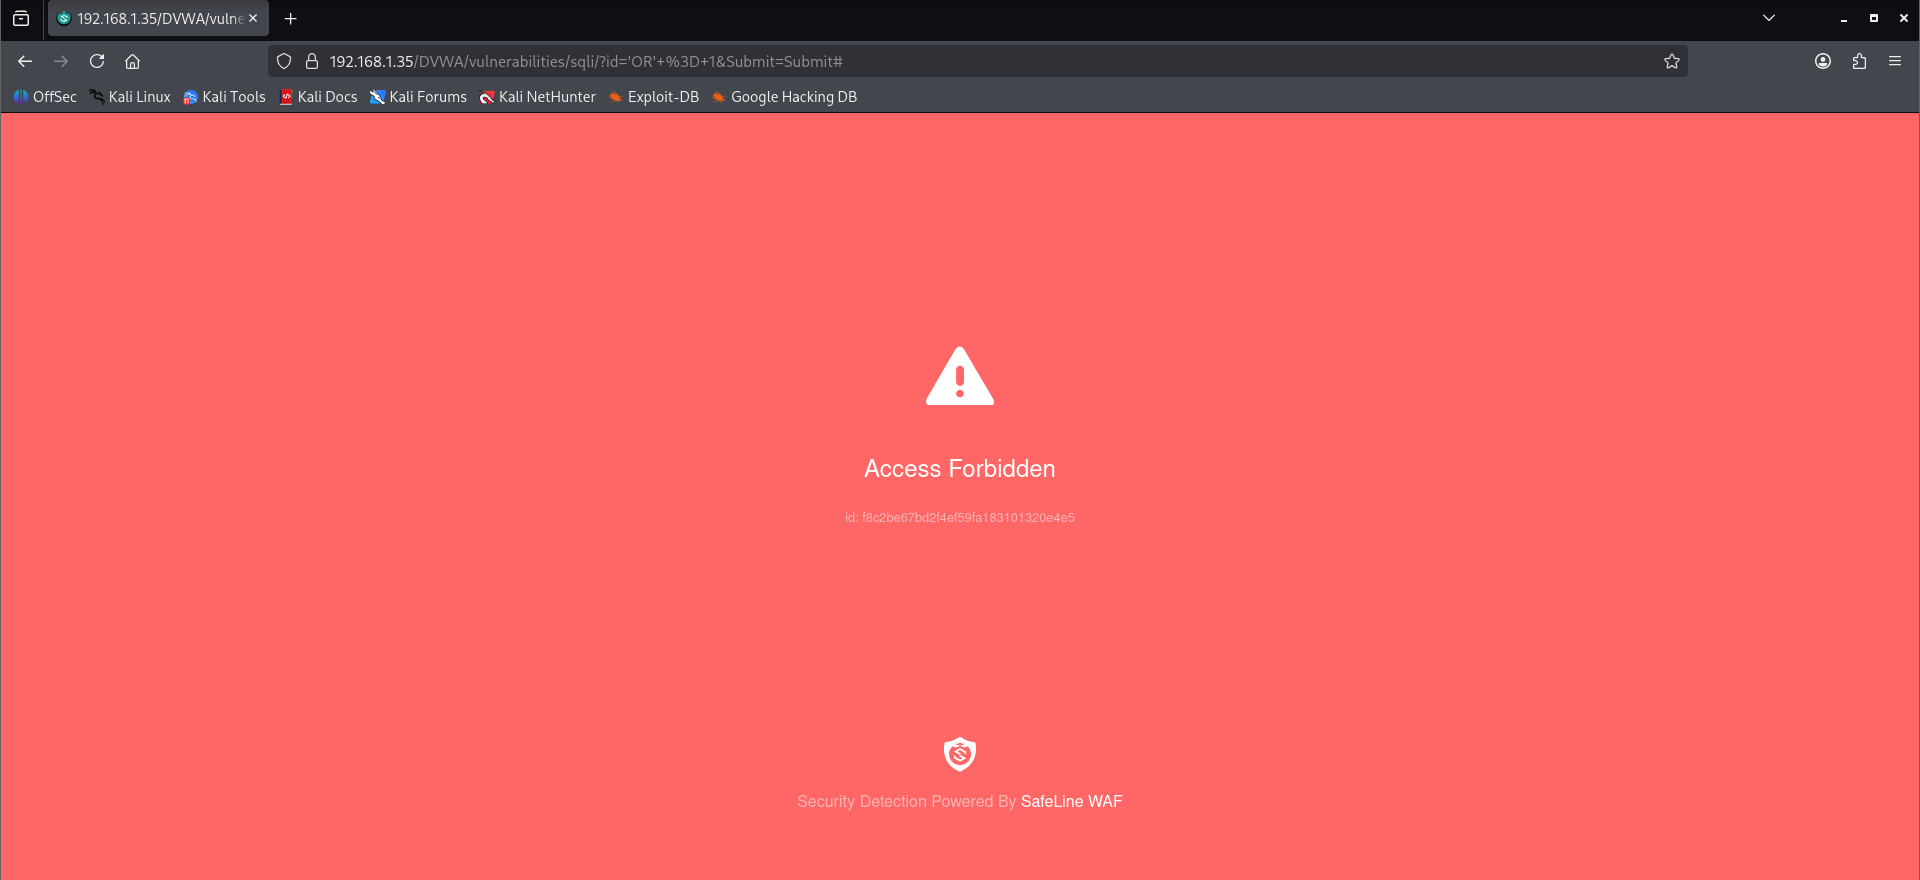 192.168.1.35/DVWA/vulne
192.168.1.35/DVWA/vulnerabilities/sqli/?id='OR'+%3D+1&Submit=Submit#
OffSec Kali Linux Kali Tools Kali Docs Kali Forums Kali NetHunter Exploit-DB Google Hacking DB
Access Forbidden
id: f8c2be67bd2f4ef59fa183101320e4e5
Security Detection Powered By SafeLine WAF